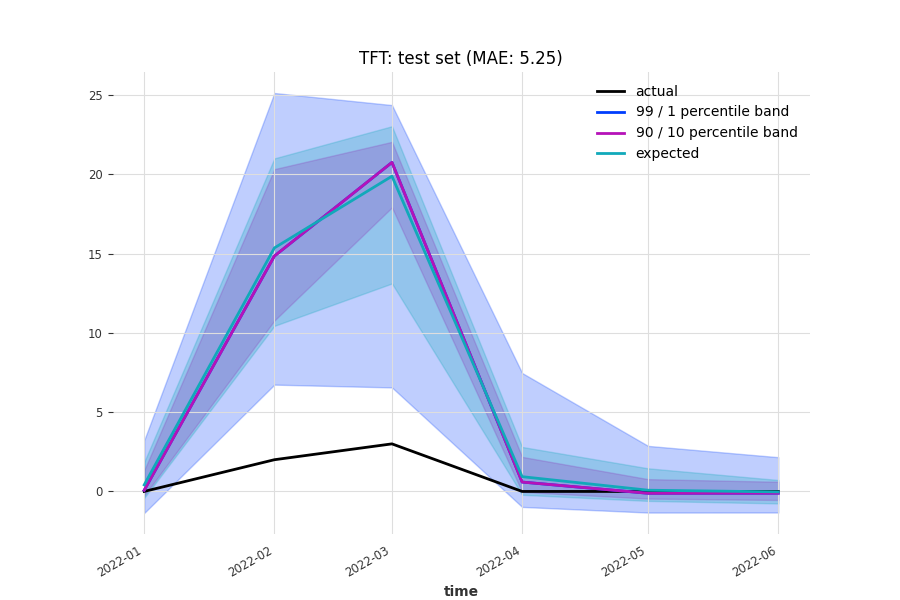 TFT: test set (MAE: 5.25)
actual
99 / 1 percentile band
90 / 10 percentile band
expected
25
20
15
10
5
0
2022-01
2022-02
2022-03
2022-04
2022-05
2022-06
time